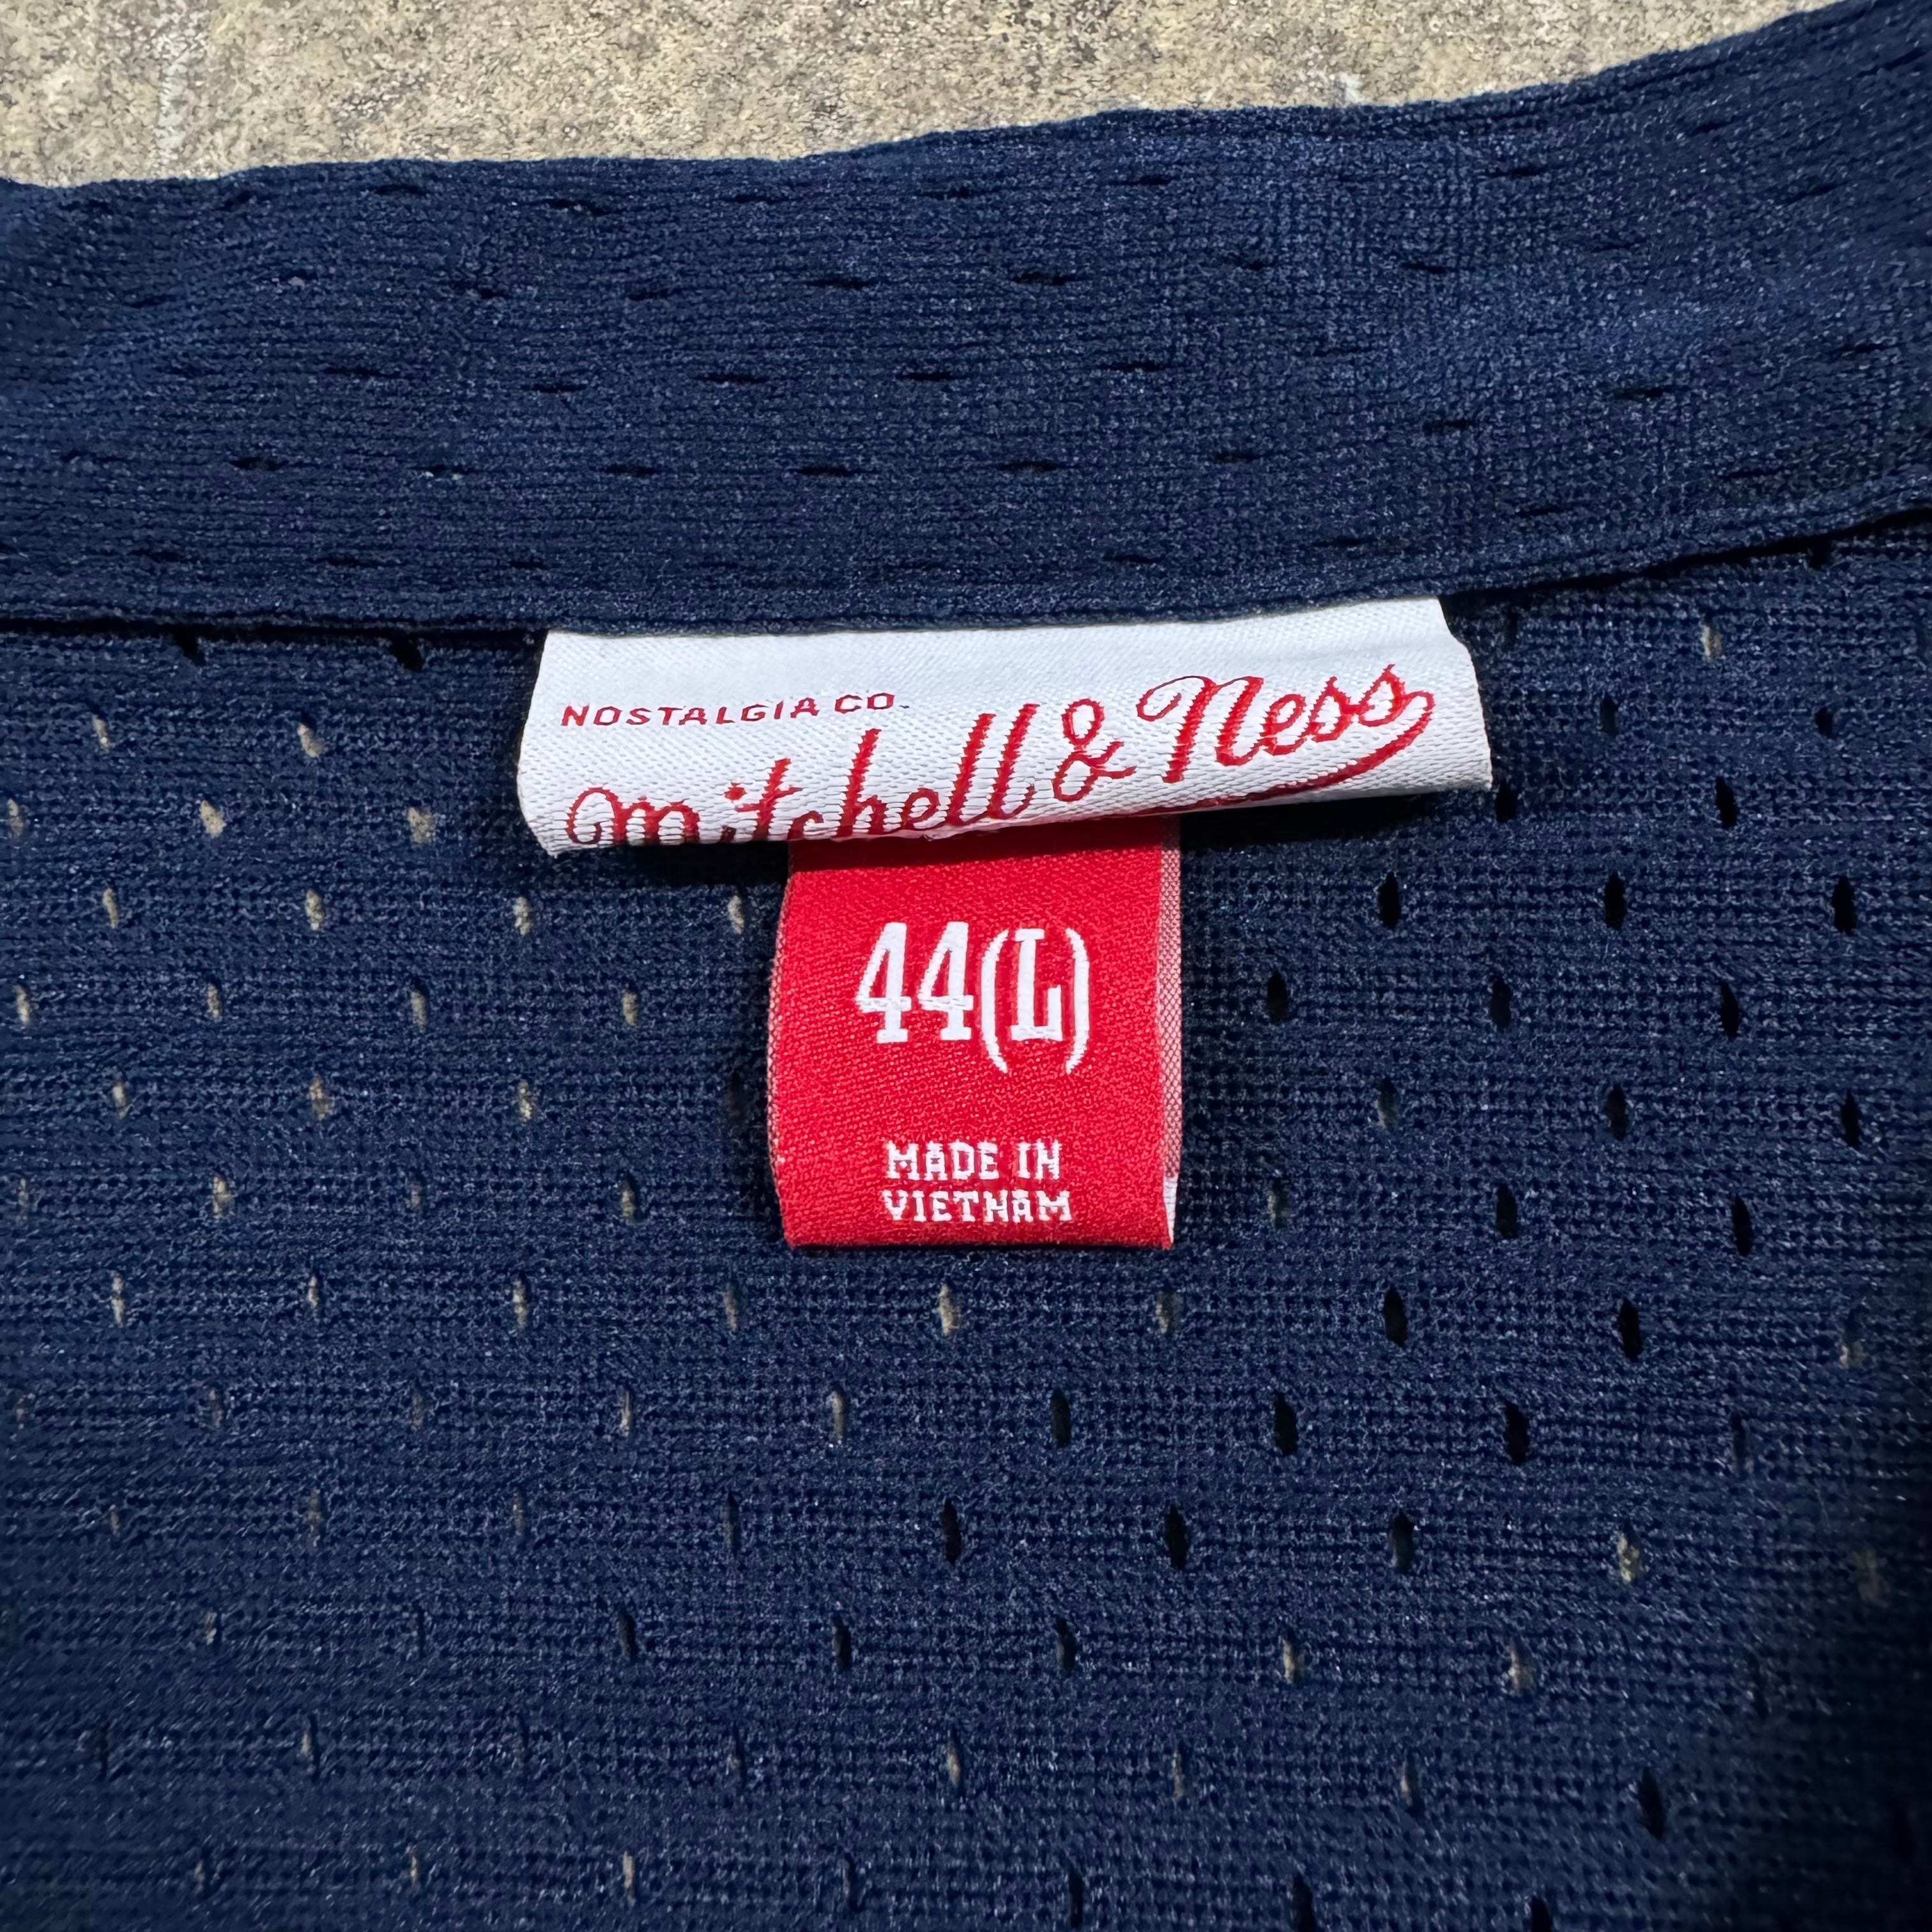 NOSTALGIA CO.
Mitchell & Ness
44(L)
MADE IN
VIETNAM